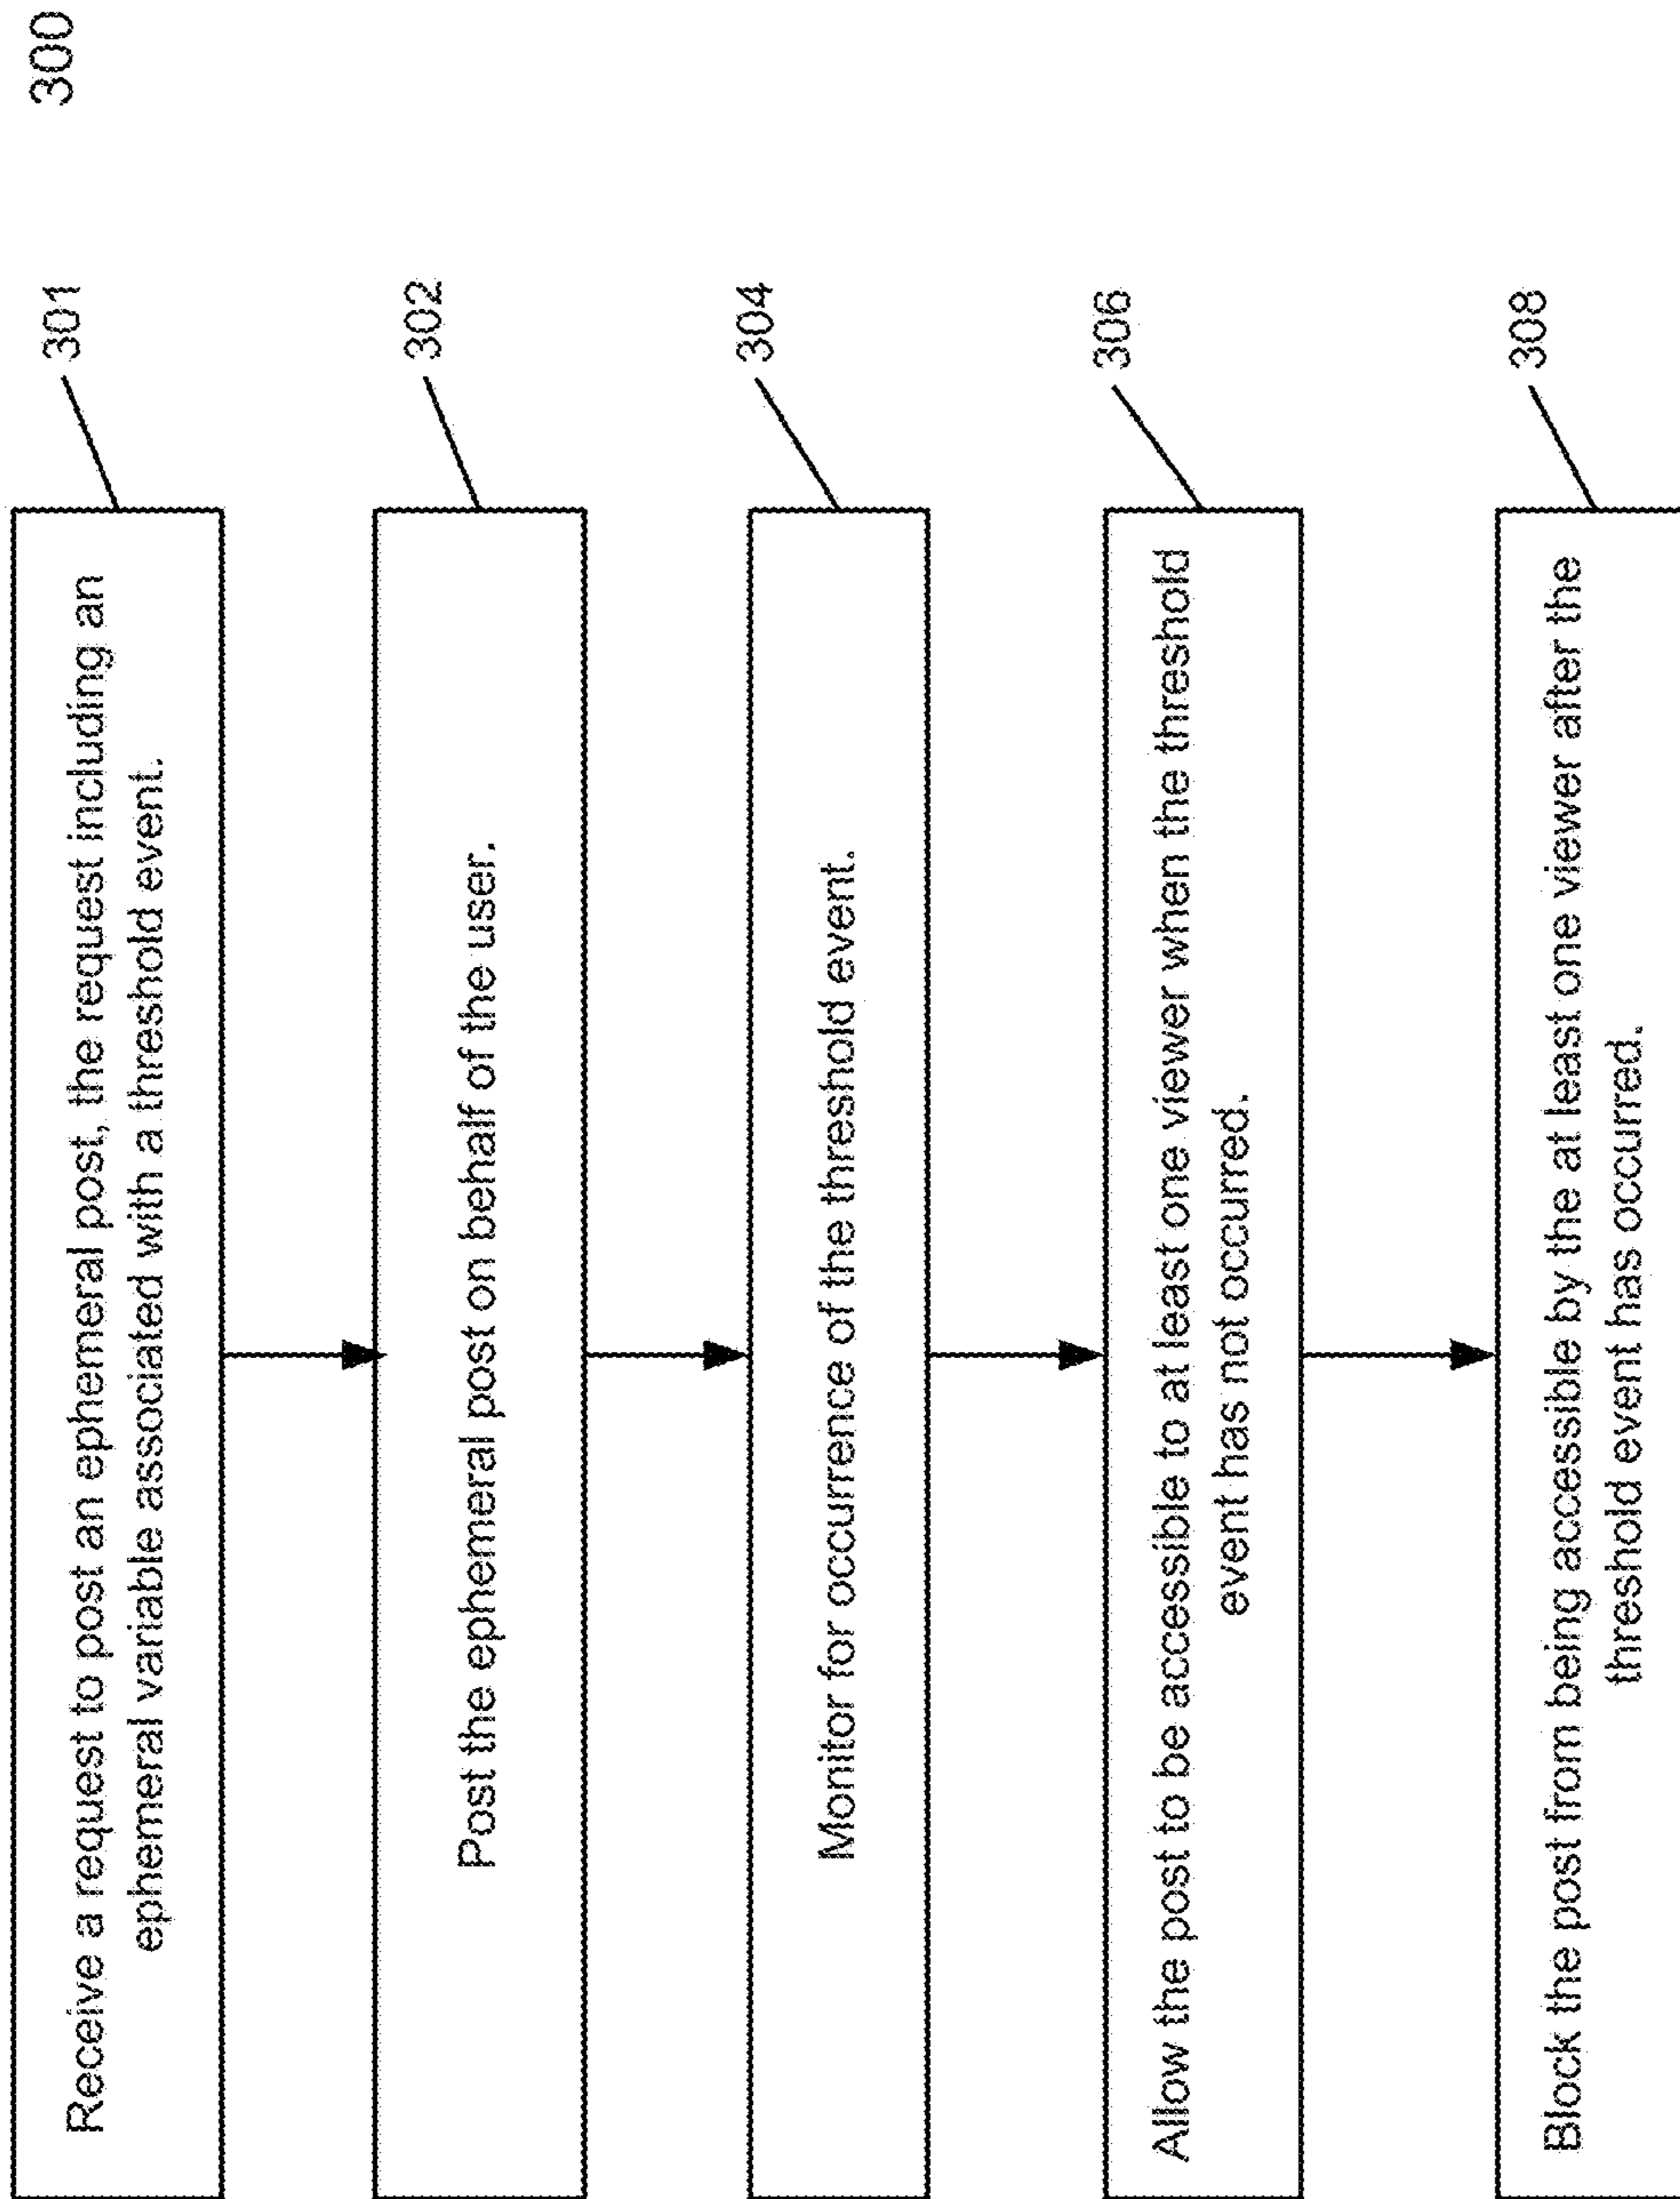 300
301
Receive a request to post an ephemeral post, the request including an
ephemeral variable associated with a threshold event.
302
Post the ephemeral post on behalf of the user.
304
Monitor for occurrence of the threshold event.
306
Allow the post to be accessible to at least one viewer when the threshold
event has not occurred.
308
Block the post from being accessible by the at least one viewer after the
threshold event has occurred.